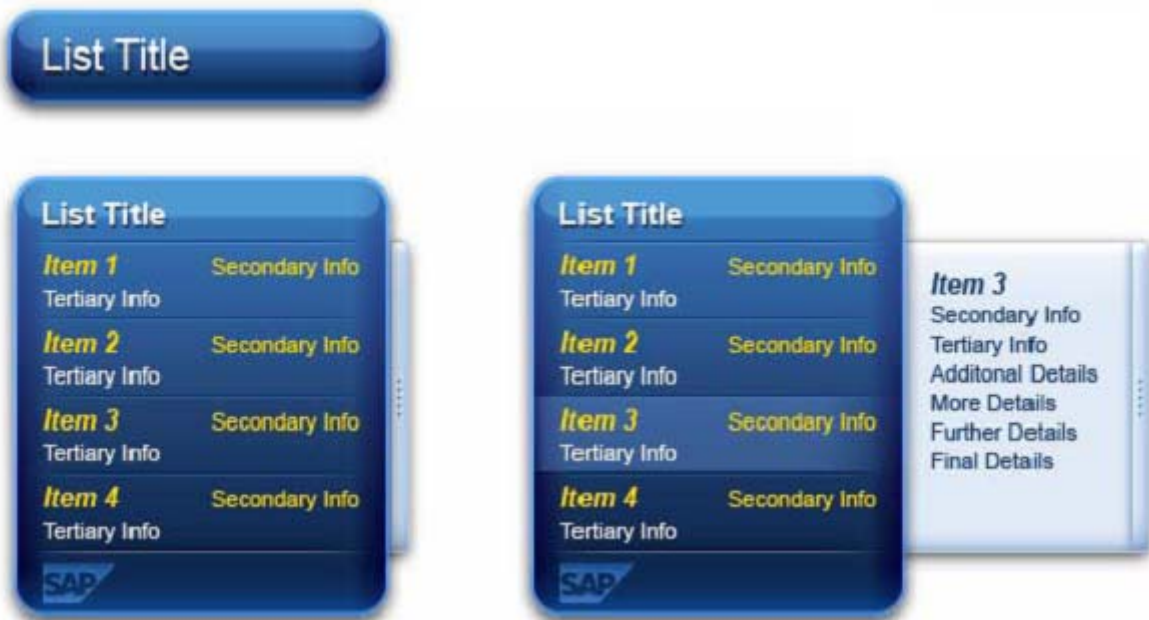 List Title
List Title
Item 1 Secondary Info
Tertiary Info
Item 2 Secondary Info
Tertiary Info
Item 3 Secondary Info
Tertiary Info
Item 4 Secondary Info
Tertiary Info
SAP
List Title
Item 1 Secondary Info
Tertiary Info
Item 2 Secondary Info
Tertiary Info
Item 3 Secondary Info
Tertiary Info
Item 4 Secondary Info
Tertiary Info
SAP
Item 3
Secondary Info
Tertiary Info
Additonal Details
More Details
Further Details
Final Details